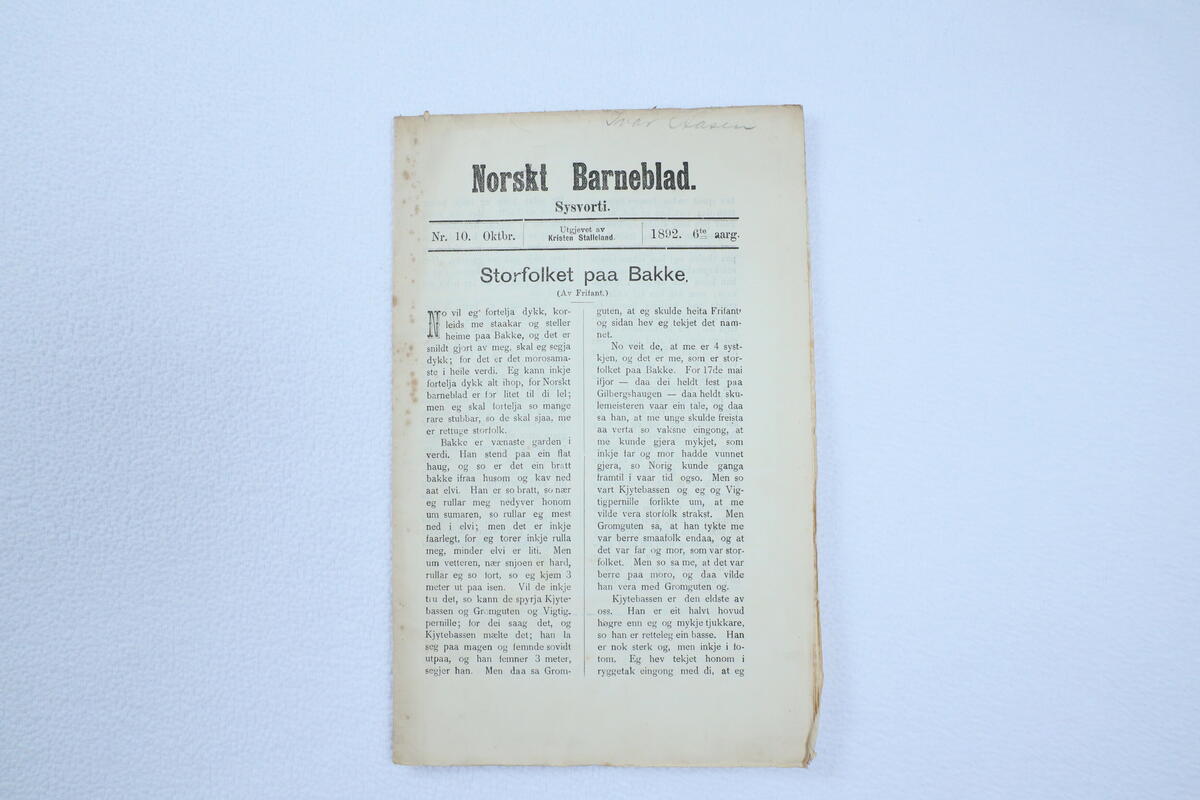 Ivar Aasen
Norskt Barneblad.
Sysvorti.
Nr. 10. Oktbr.
Utgjevet av
Kristen Stalleland.
1892. 6te aarg.
Storfolket paa Bakke.
(Av Frifant.)
No vil eg fortelja dykk, kor-
leids me staakar og steller
heime paa Bakke, og det er
snildt gjort av meg, skal eg segja
dykk; for det er det morosama-
ste i heile verdi. Eg kann inkje
fortelja dykk alt ihop, for Norskt
barneblad er for litet til di lel;
men eg skal fortelja so mange
rare stubbar, so de skal sjaa, me
er rettuge storfolk.
Bakke er vænaste garden i
verdi. Han stend paa ein flat
haug, og so er det ein bratt
bakke ifraa husom og kav ned
aat elvi. Han er so bratt, so nær
eg rullar meg nedyver honom
um sumaren, so rullar eg mest
ned i elvi; men det er inkje
faarlegt, for eg torer inkje rulla
meg, minder elvi er liti. Men
um vetteren, nær snjoen er hard,
rullar eg so fort, so eg kjem 3
meter ut paa isen. Vil de inkje
tru det, so kann de spyrja Kjyte-
bassen og Gromguten og Vigtig-
pernille; for dei saag det, og
Kjytebassen mælte det; han la
seg paa magen og femnde sovidt
utpaa, og han femner 3 meter,
segjer han. Men daa sa Grom-
guten, at eg skulde heita Frifant
og sidan hev eg tekjet det nam-
net.
No veit de, at me er 4 syst-
kjen, og det er me, som er stor-
folket paa Bakke. For 17de mai
ifjor — daa dei heldt fest paa
Gilbergshaugen — daa heldt sku-
lemeisteren vaar ein tale, og daa
sa han, at me unge skulde freista
aa verta so vaksne eingong, at
me kunde gjera mykjet, som
inkje far og mor hadde vunnet
gjera, so Norig kunde ganga
framtil i vaar tid ogso. Men so
vart Kjytebassen og eg og Vig-
tigpernille forlikte um, at me
vilde vera storfolk strakst. Men
Gromguten sa, at han tykte me
var berre smaafolk endaa, og at
det var far og mor, som var stor-
folket. Men so sa me, at det var
berre paa moro, og daa vilde
han vera med Gromguten og.
Kjytebassen er den eldste av
oss. Han er eit halvt hovud
høgre enn eg og mykje tjukkare,
so han er retteleg ein basse. Han
er nok sterk og, men inkje i fo-
tom. Eg hev tekjet honom i
ryggetak eingong med di, at eg